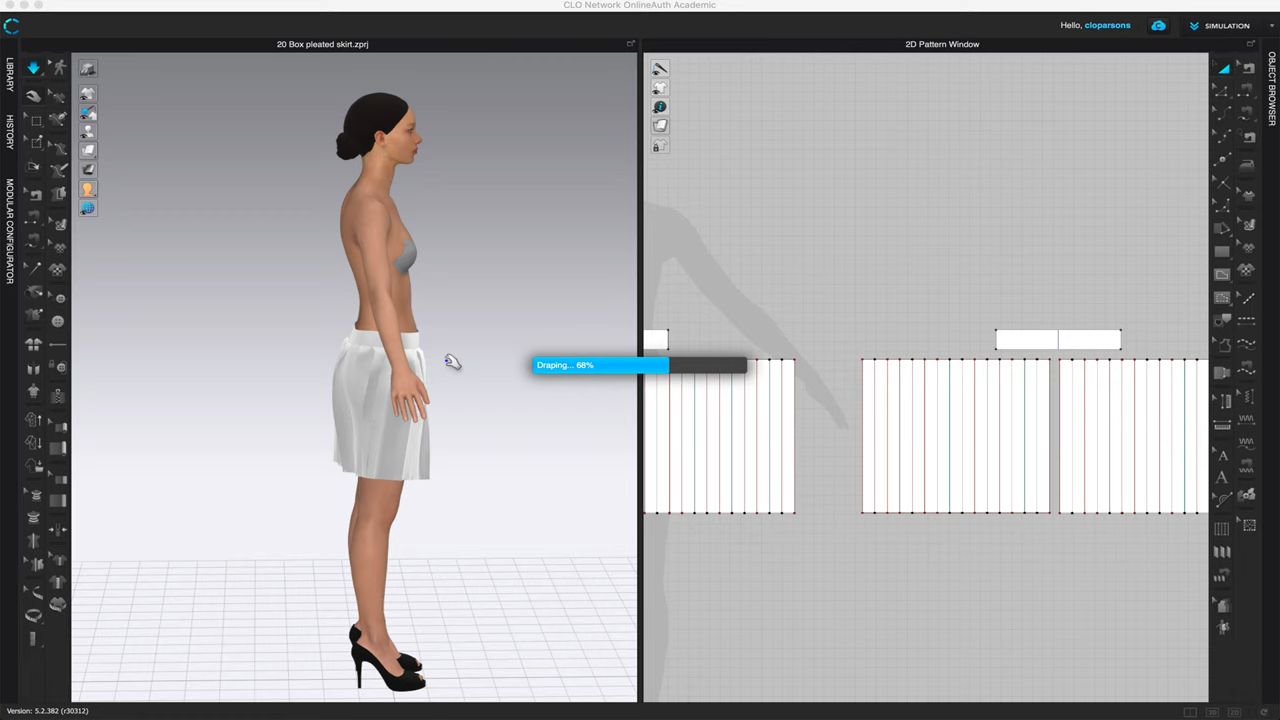 CLO Network OnlineAuth Academic
Hello, cloparsons
SIMULATION
20 Box pleated skirt.zprj
2D Pattern Window
LIBRARY
HISTORY
MODULAR CONFIGURATOR
OBJECT BROWSER
Draping... 68%
Version: 5.2.382 (r30312)